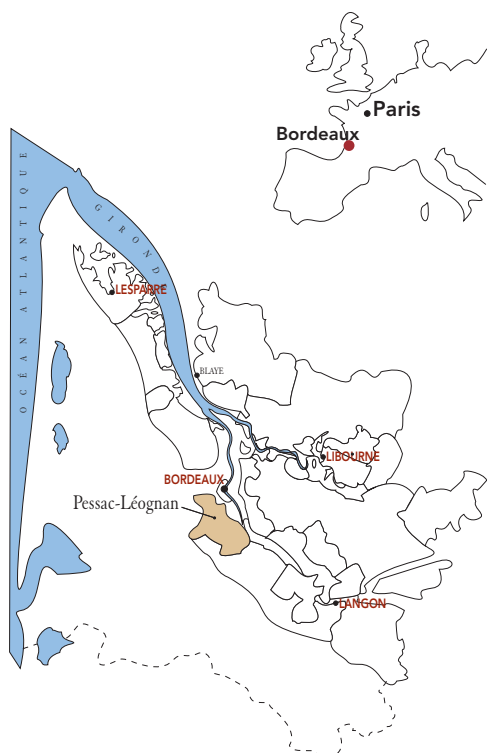 Paris
Bordeaux
OCÉAN ATLANTIQUE
GIROND
LESPARRE
BLAYE
LIBOURNE
BORDEAUX
Pessac-Léognan
LANGON